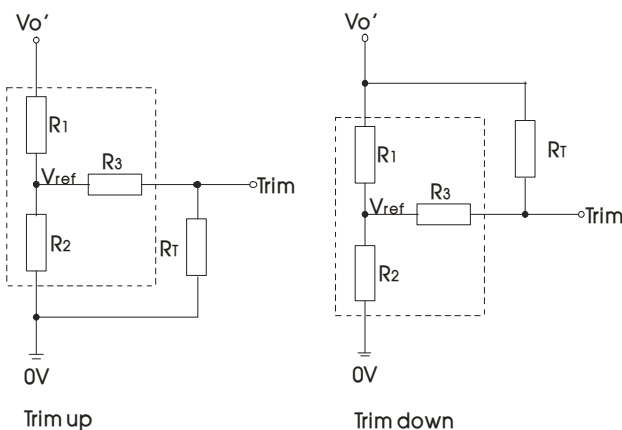 Vo'
R1
Vref
R3
Trim
R2
RT
0V
Trim up
Vo'
R1
RT
Vref
R3
Trim
R2
0V
Trim down